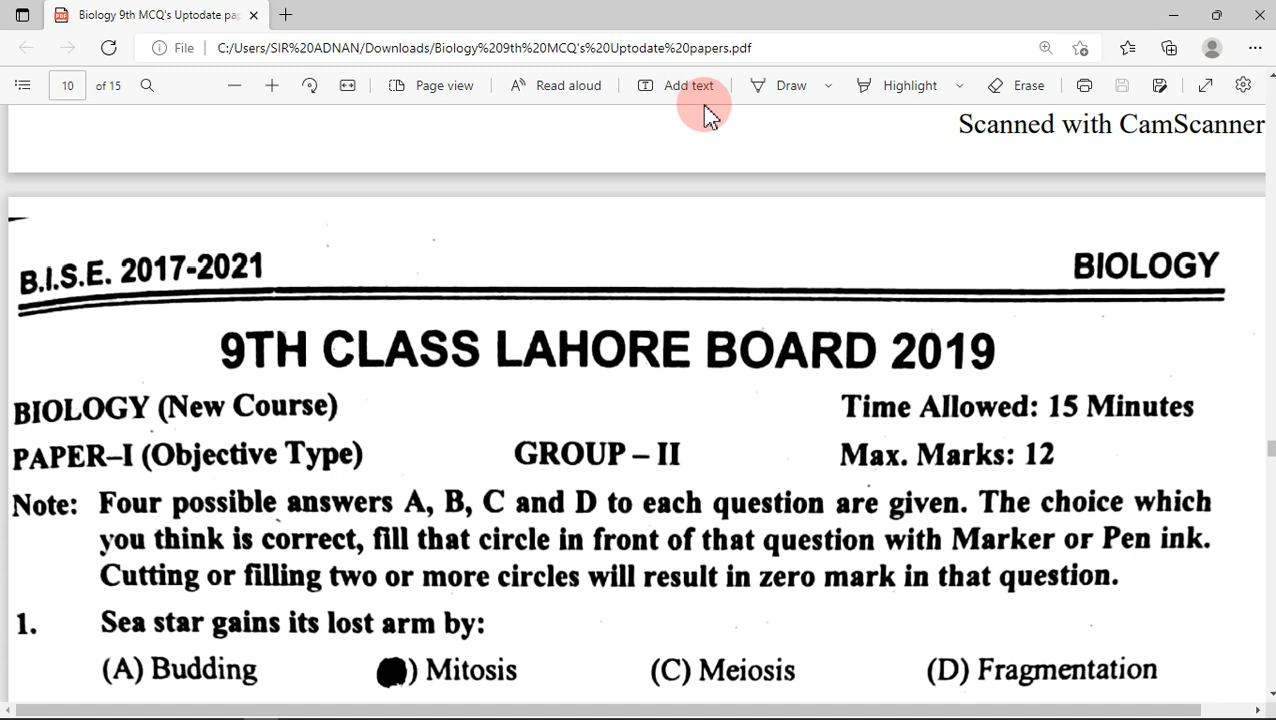 Biology 9th MCQ's Uptodate pap
File
C:/Users/SIR%20ADNAN/Downloads/Biology%209th%20MCQ's%20Uptodate%20papers.pdf
10 of 15
Page view
Read aloud
Add text
Draw
Highlight
Erase
Scanned with CamScanner
B.I.S.E. 2017-2021 BIOLOGY
9TH CLASS LAHORE BOARD 2019
BIOLOGY (New Course) Time Allowed: 15 Minutes
PAPER–I (Objective Type) GROUP – II Max. Marks: 12
Note: Four possible answers A, B, C and D to each question are given. The choice which
you think is correct, fill that circle in front of that question with Marker or Pen ink.
Cutting or filling two or more circles will result in zero mark in that question.
1. Sea star gains its lost arm by:
(A) Budding ) Mitosis (C) Meiosis (D) Fragmentation